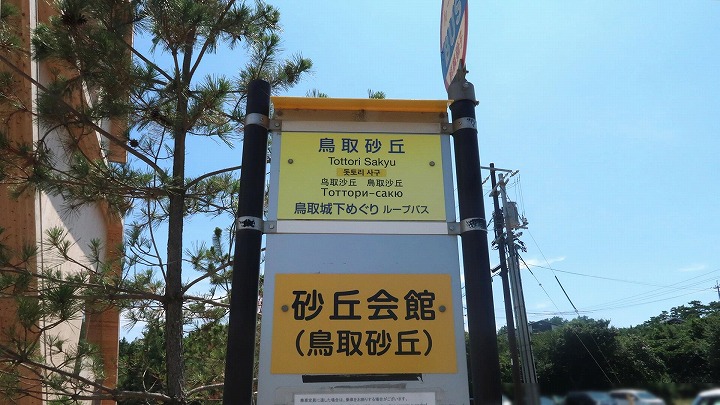 鳥取砂丘
Tottori Sakyu
돗토리 사구
鸟取沙丘 鳥取沙丘
Тоттори-сакю
鳥取城下めぐり ループバス
砂丘会館
(鳥取砂丘)